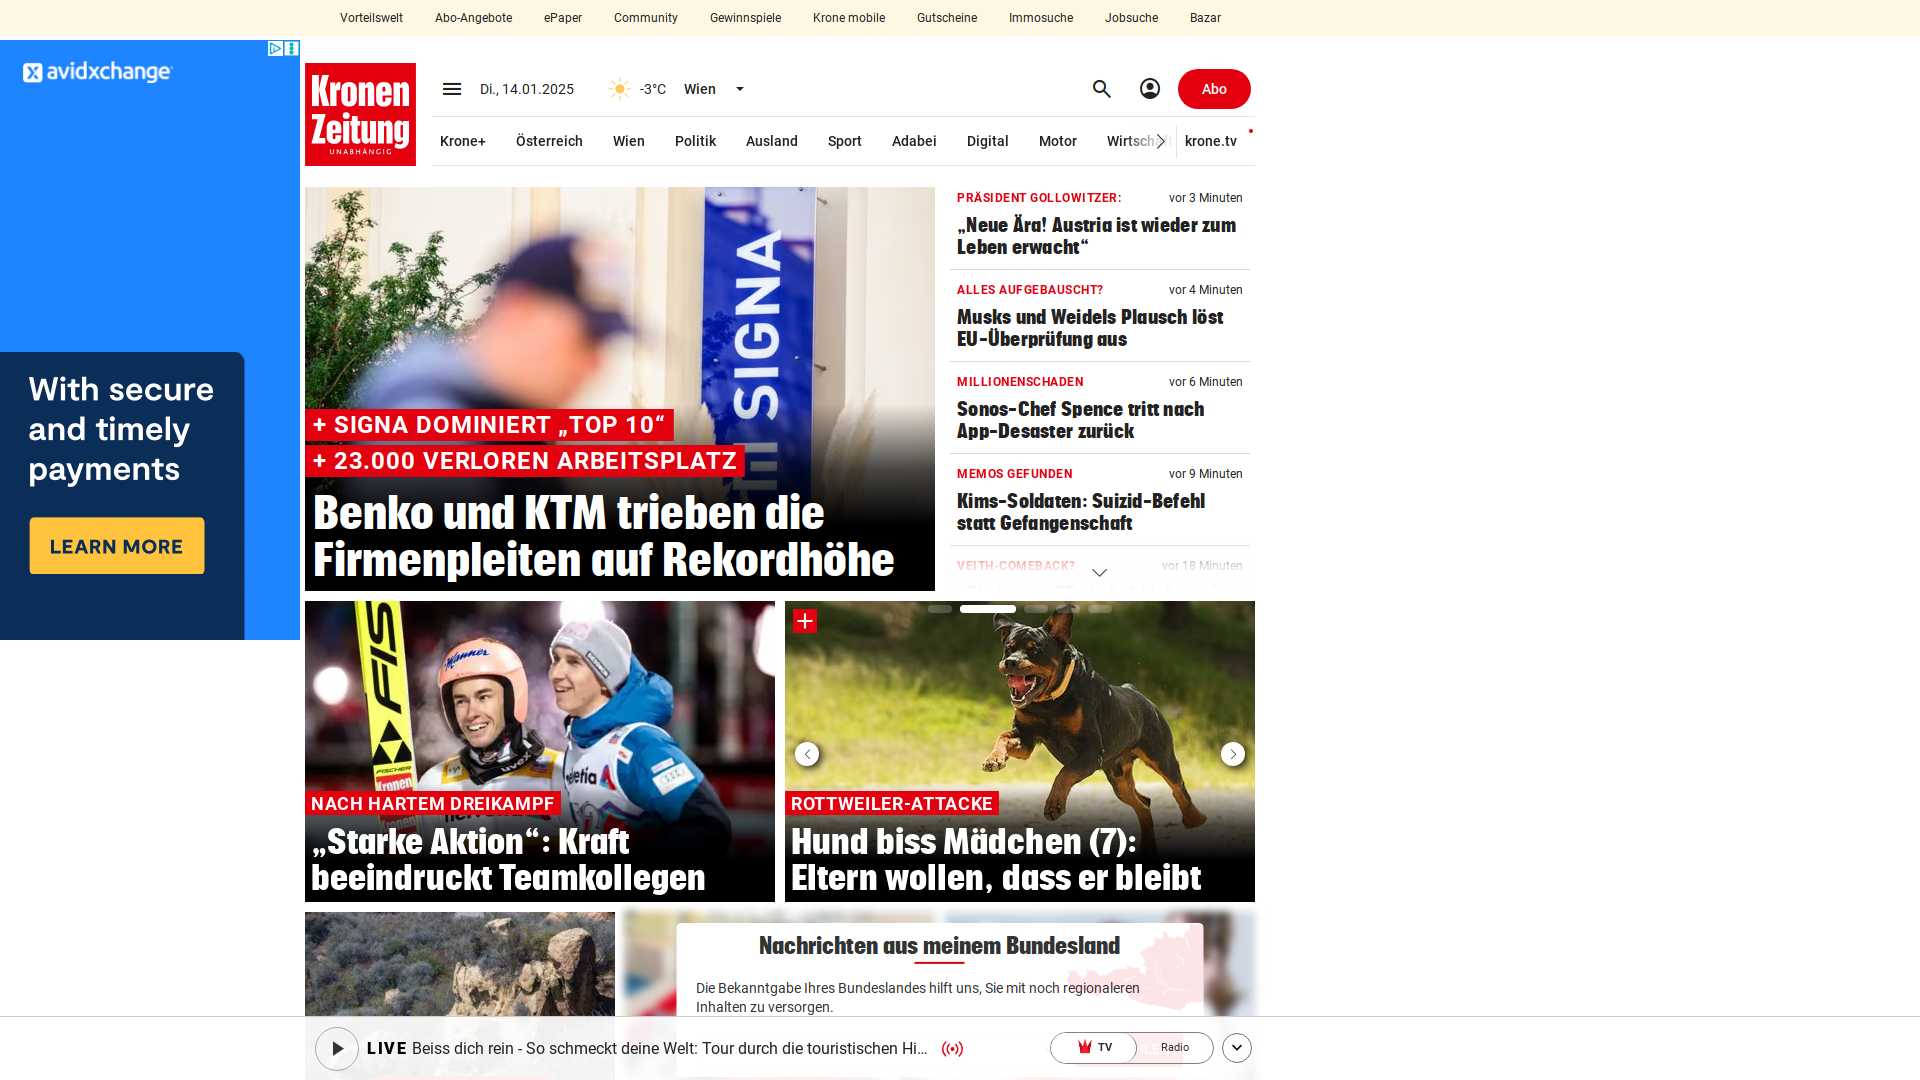 Vorteilswelt Abo-Angebote ePaper Community Gewinnspiele Krone mobile Gutscheine Immosuche Jobsuche Bazar
avidxchange
With secure
and timely
payments
LEARN MORE
Kronen
Zeitung
UNABHÄNGIG
Di., 14.01.2025 -3°C Wien Abo
Krone+ Österreich Wien Politik Ausland Sport Adabei Digital Motor Wirtschaft krone.tv
SIGNA
+ SIGNA DOMINIERT „TOP 10“
+ 23.000 VERLOREN ARBEITSPLATZ
Benko und KTM trieben die
Firmenpleiten auf Rekordhöhe
PRÄSIDENT GOLLOWITZER: vor 3 Minuten
„Neue Ära! Austria ist wieder zum
Leben erwacht“
ALLES AUFGEBAUSCHT? vor 4 Minuten
Musks und Weidels Plausch löst
EU-Überprüfung aus
MILLIONENSCHADEN vor 6 Minuten
Sonos-Chef Spence tritt nach
App-Desaster zurück
MEMOS GEFUNDEN vor 9 Minuten
Kims-Soldaten: Suizid-Befehl
statt Gefangenschaft
VEITH-COMEBACK? vor 18 Minuten
FIS
Manner
uvex
FISCHER
Kronen
helvetia
NACH HARTEM DREIKAMPF
„Starke Aktion“: Kraft
beeindruckt Teamkollegen
ROTTWEILER-ATTACKE
Hund biss Mädchen (7):
Eltern wollen, dass er bleibt
Nachrichten aus meinem Bundesland
Die Bekanntgabe Ihres Bundeslandes hilft uns, Sie mit noch regionaleren
Inhalten zu versorgen.
LIVE Beiss dich rein - So schmeckt deine Welt: Tour durch die touristischen Hi... TV Radio